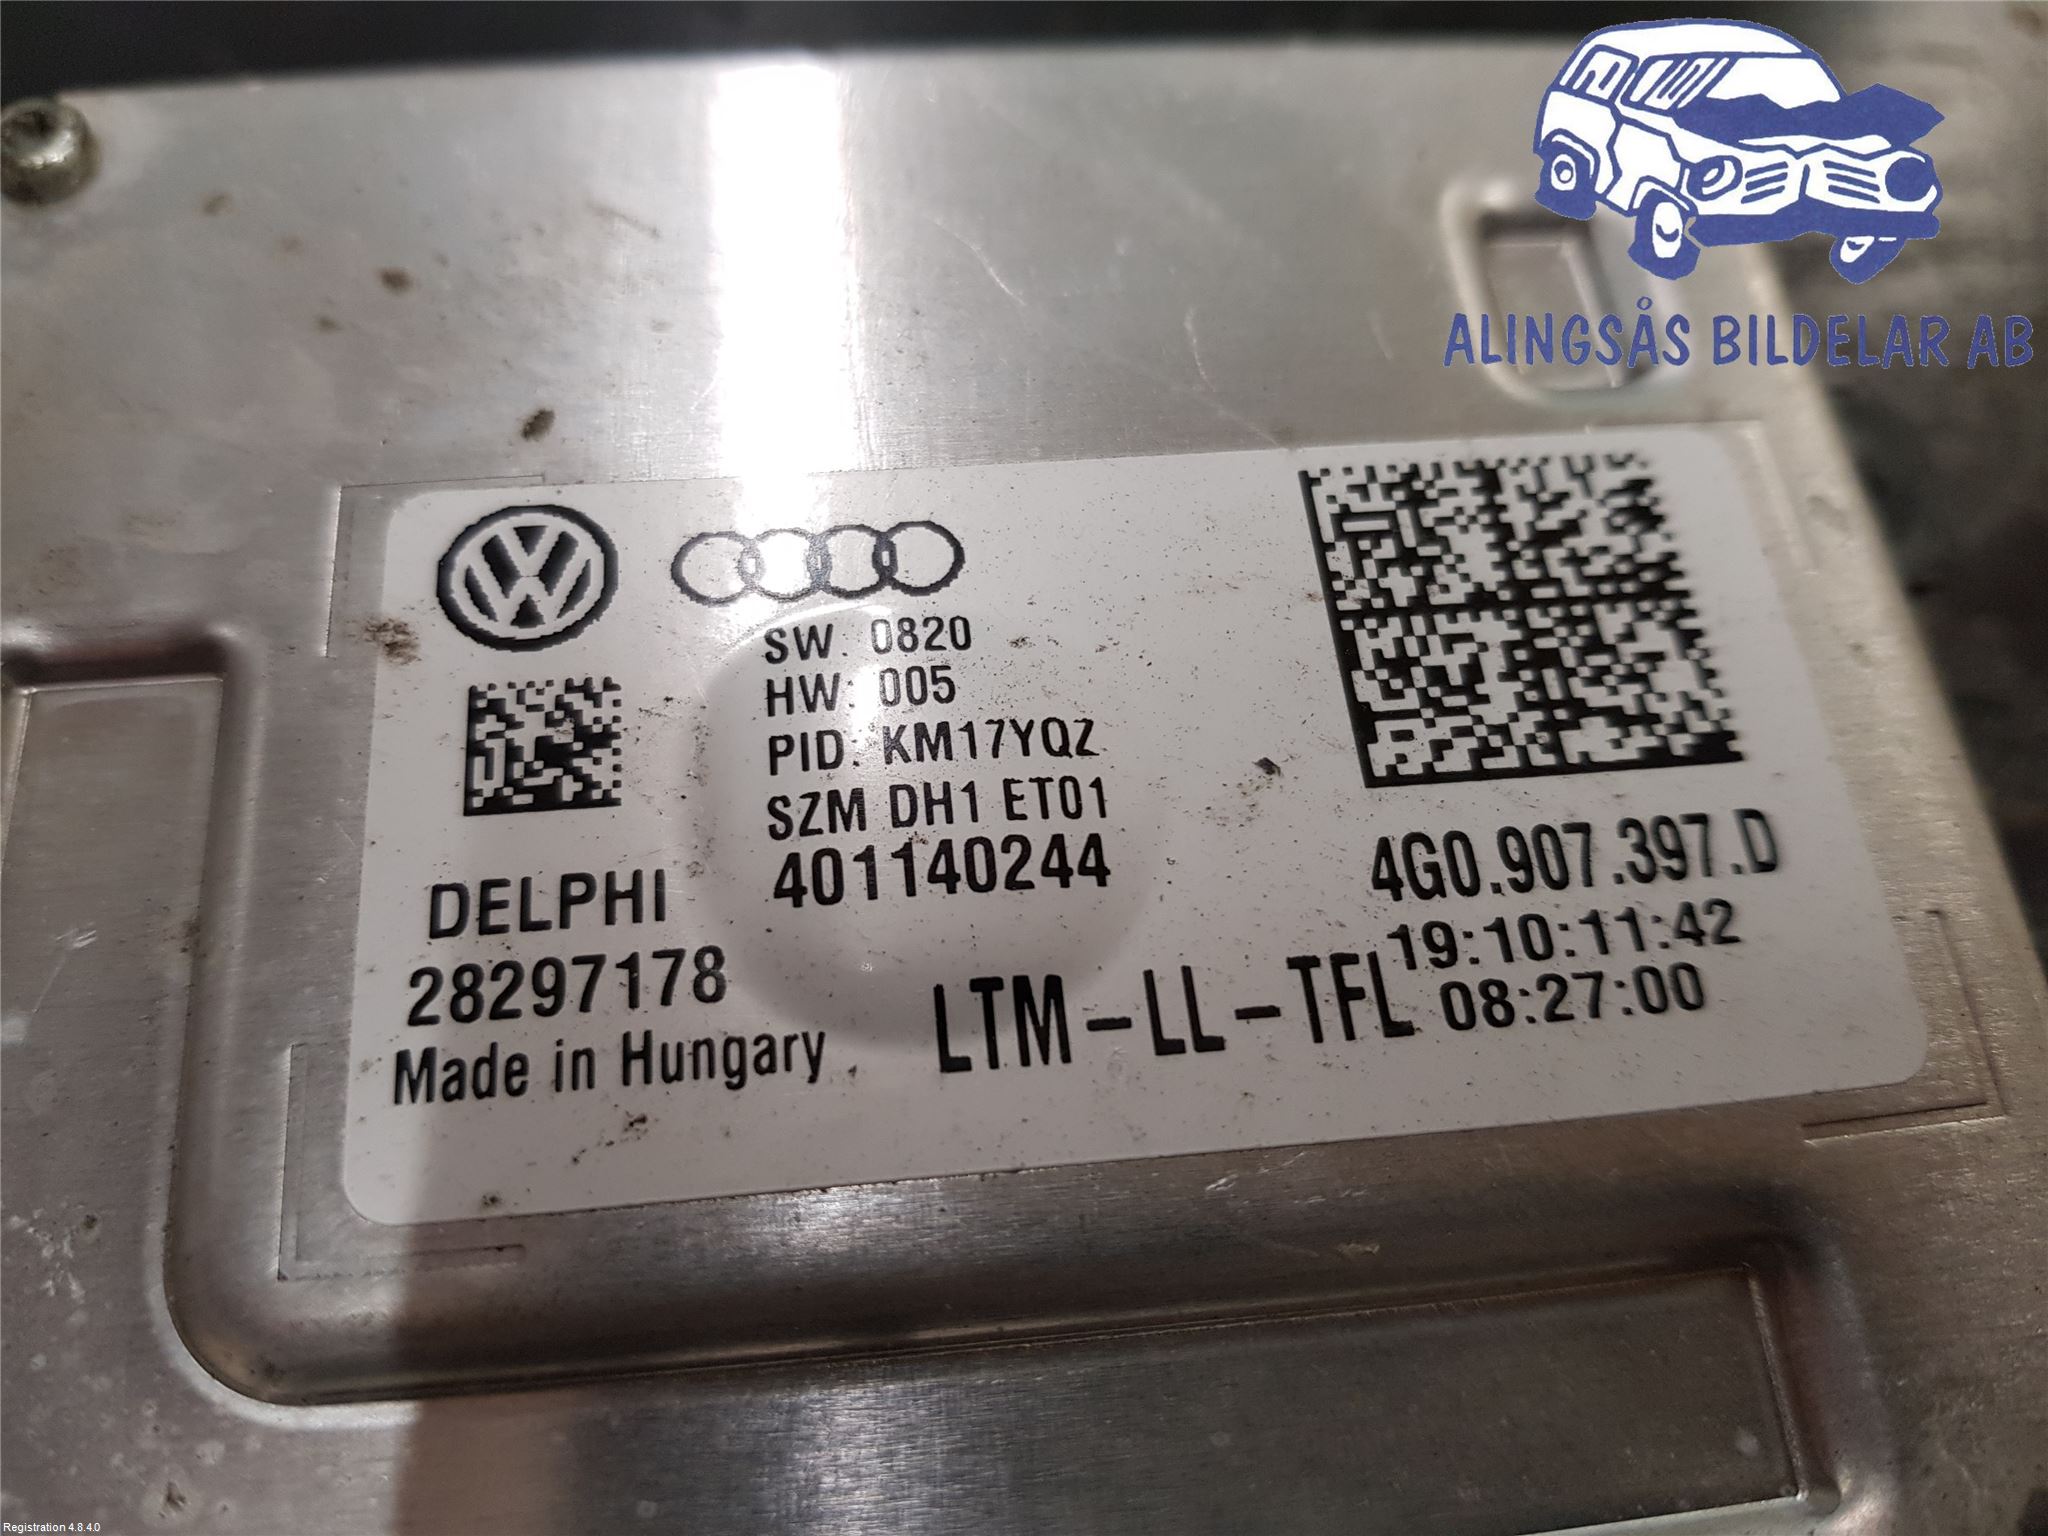 ALINGSÅS BILDELAR AB
SW: 0820
HW: 005
PID: KM17YQZ
SZM DH1 ET01
401140244
DELPHI
28297178
Made in Hungary
4G0.907.397.D
19:10:11:42
LTM-LL-TFL 08:27:00
Registration 4.8.4.0